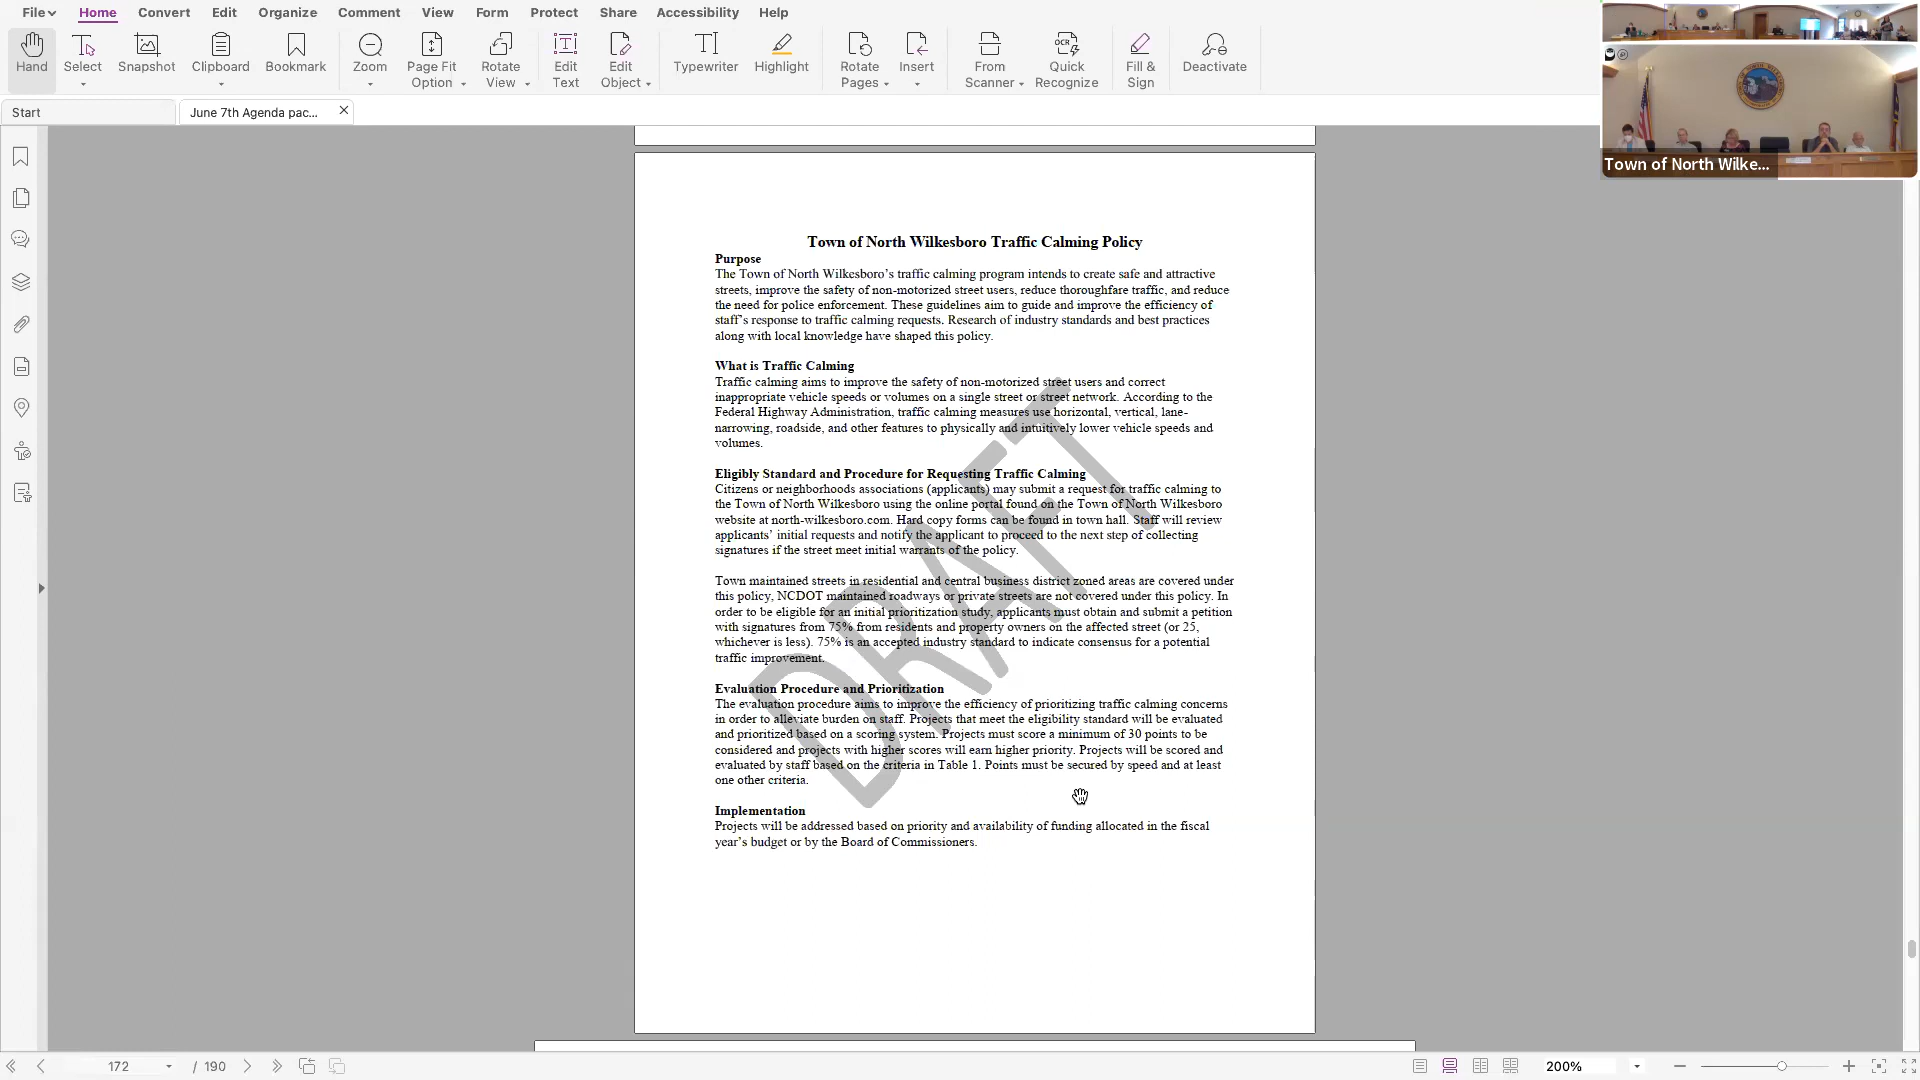 File Home Convert Edit Organize Comment View Form Protect Share Accessibility Help
Hand Select Snapshot Clipboard Bookmark Zoom Page Fit Option Rotate View Edit Text Edit Object Typewriter Highlight Rotate Pages Insert From Scanner OCR Quick Recognize Fill & Sign Deactivate
Start June 7th Agenda pac...
Town of North Wilke...
Town of North Wilkesboro Traffic Calming Policy
Purpose
The Town of North Wilkesboro's traffic calming program intends to create safe and attractive
streets, improve the safety of non-motorized street users, reduce thoroughfare traffic, and reduce
the need for police enforcement. These guidelines aim to guide and improve the efficiency of
staff's response to traffic calming requests. Research of industry standards and best practices
along with local knowledge have shaped this policy.
What is Traffic Calming
Traffic calming aims to improve the safety of non-motorized street users and correct
inappropriate vehicle speeds or volumes on a single street or street network. According to the
Federal Highway Administration, traffic calming measures use horizontal, vertical, lane-
narrowing, roadside, and other features to physically and intuitively lower vehicle speeds and
volumes.
Eligibly Standard and Procedure for Requesting Traffic Calming
Citizens or neighborhoods associations (applicants) may submit a request for traffic calming to
the Town of North Wilkesboro using the online portal found on the Town of North Wilkesboro
website at north-wilkesboro.com. Hard copy forms can be found in town hall. Staff will review
applicants' initial requests and notify the applicant to proceed to the next step of collecting
signatures if the street meet initial warrants of the policy.
Town maintained streets in residential and central business district zoned areas are covered under
this policy, NCDOT maintained roadways or private streets are not covered under this policy. In
order to be eligible for an initial prioritization study, applicants must obtain and submit a petition
with signatures from 75% from residents and property owners on the affected street (or 25,
whichever is less). 75% is an accepted industry standard to indicate consensus for a potential
traffic improvement.
Evaluation Procedure and Prioritization
The evaluation procedure aims to improve the efficiency of prioritizing traffic calming concerns
in order to alleviate burden on staff. Projects that meet the eligibility standard will be evaluated
and prioritized based on a scoring system. Projects must score a minimum of 30 points to be
considered and projects with higher scores will earn higher priority. Projects will be scored and
evaluated by staff based on the criteria in Table 1. Points must be secured by speed and at least
one other criteria.
Implementation
Projects will be addressed based on priority and availability of funding allocated in the fiscal
year's budget or by the Board of Commissioners.
DRAFT
172 / 190 200%